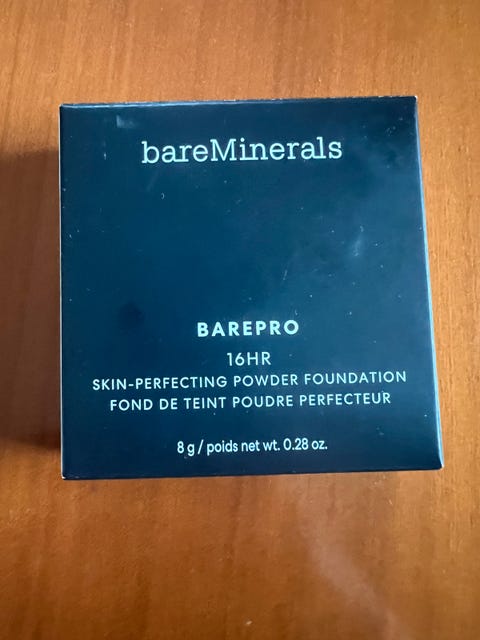 bareMinerals
BAREPRO
16HR
SKIN-PERFECTING POWDER FOUNDATION
FOND DE TEINT POUDRE PERFECTEUR
8 g / poids net wt. 0.28 oz.